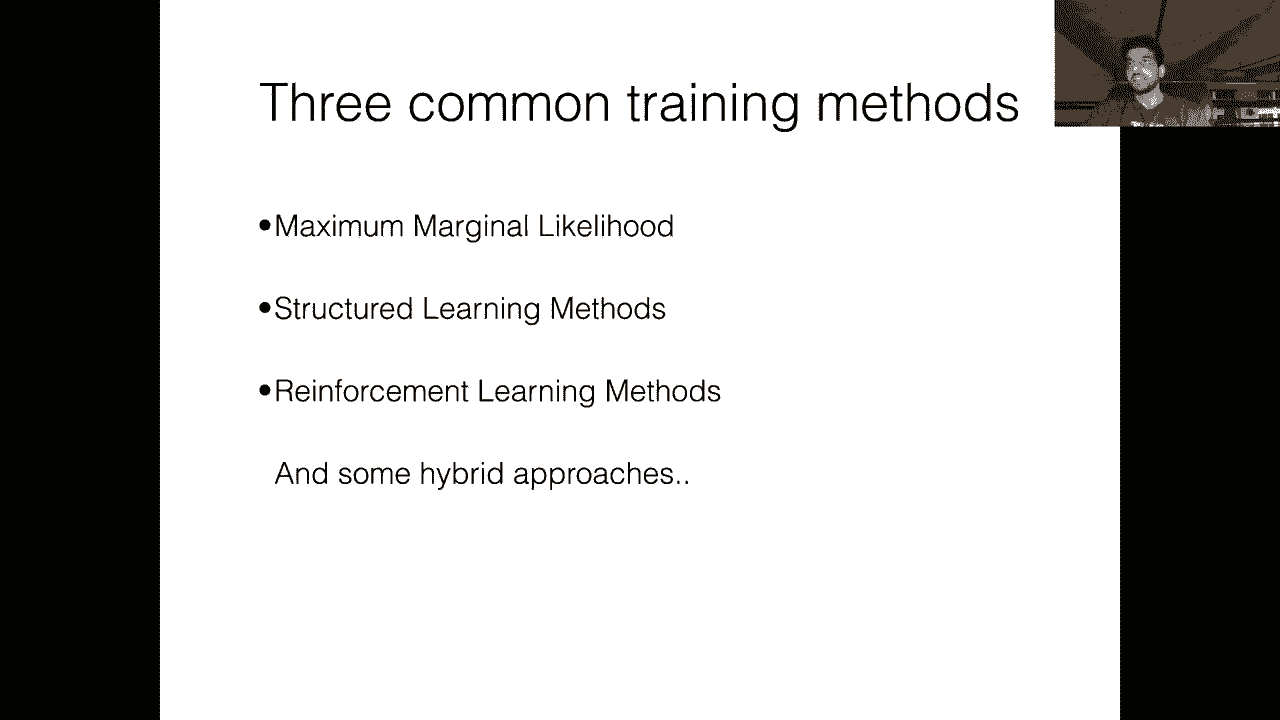 Three common training methods
•Maximum Marginal Likelihood
•Structured Learning Methods
•Reinforcement Learning Methods
And some hybrid approaches..